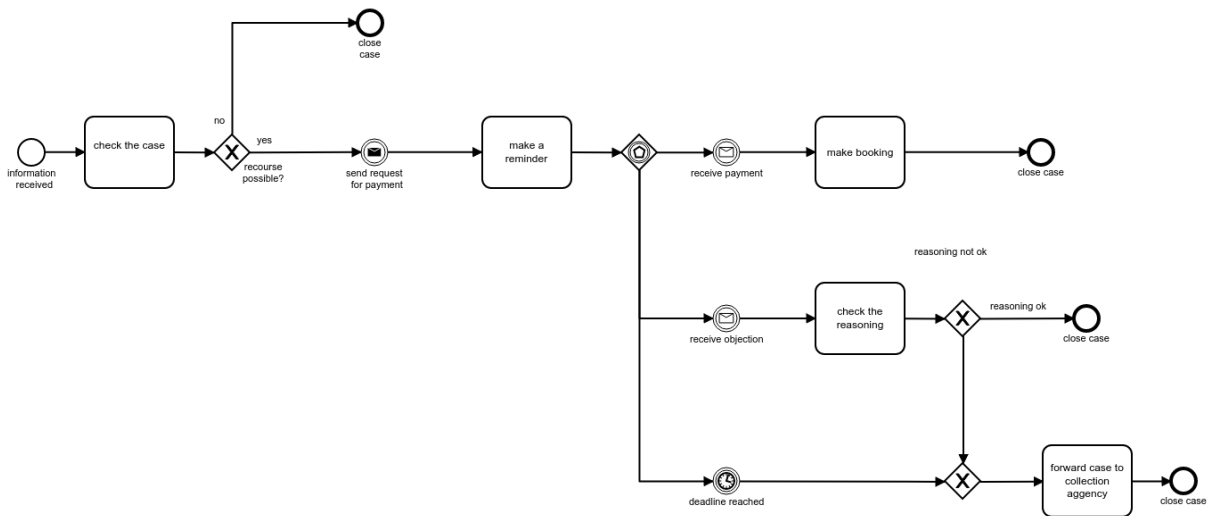 close
case
no
yes
check the case
information
received
recourse
possible?
send request
for payment
make a
reminder
receive payment
make booking
close case
reasoning not ok
receive objection
check the
reasoning
reasoning ok
close case
deadline reached
forward case to
collection
aggency
close case